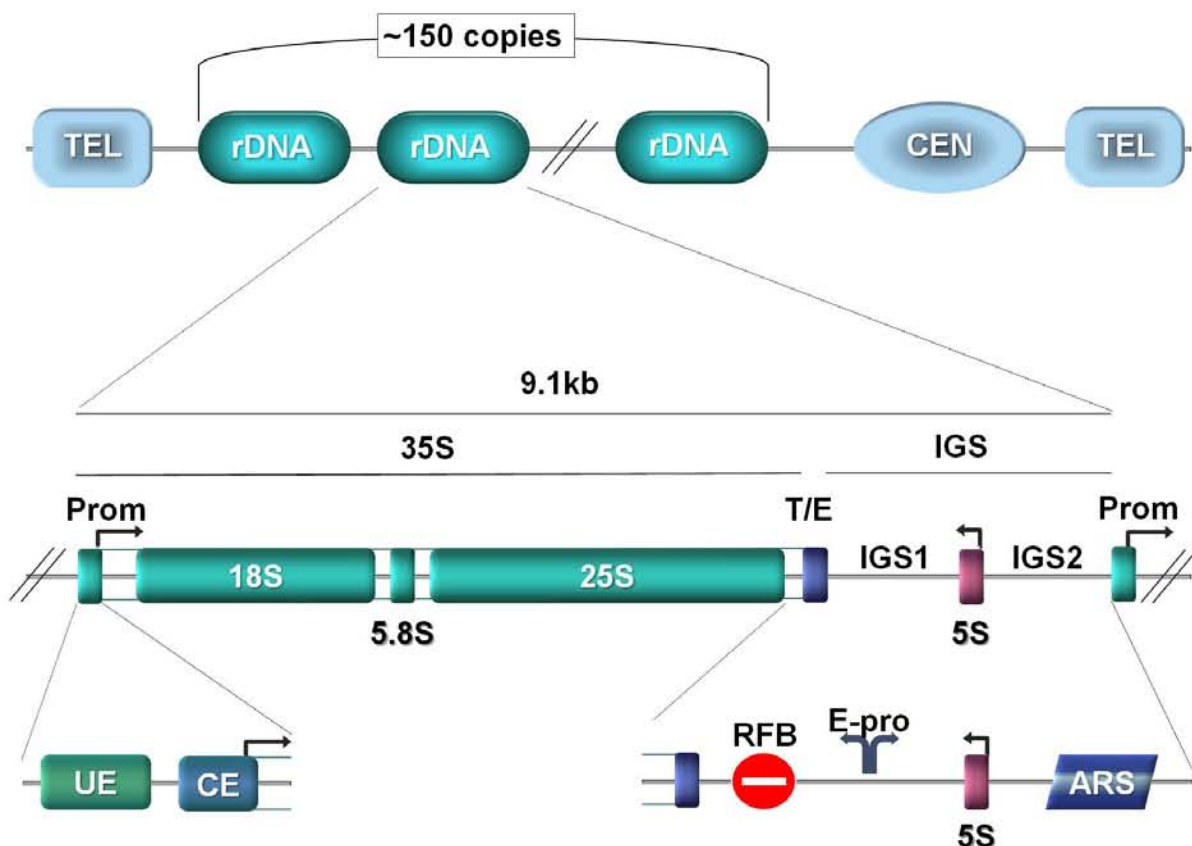 ~150 copies
TEL rDNA rDNA rDNA CEN TEL
9.1kb
35S IGS
Prom T/E Prom
18S 25S IGS1 IGS2
5.8S 5S
RFB E-pro
UE CE ARS
5S